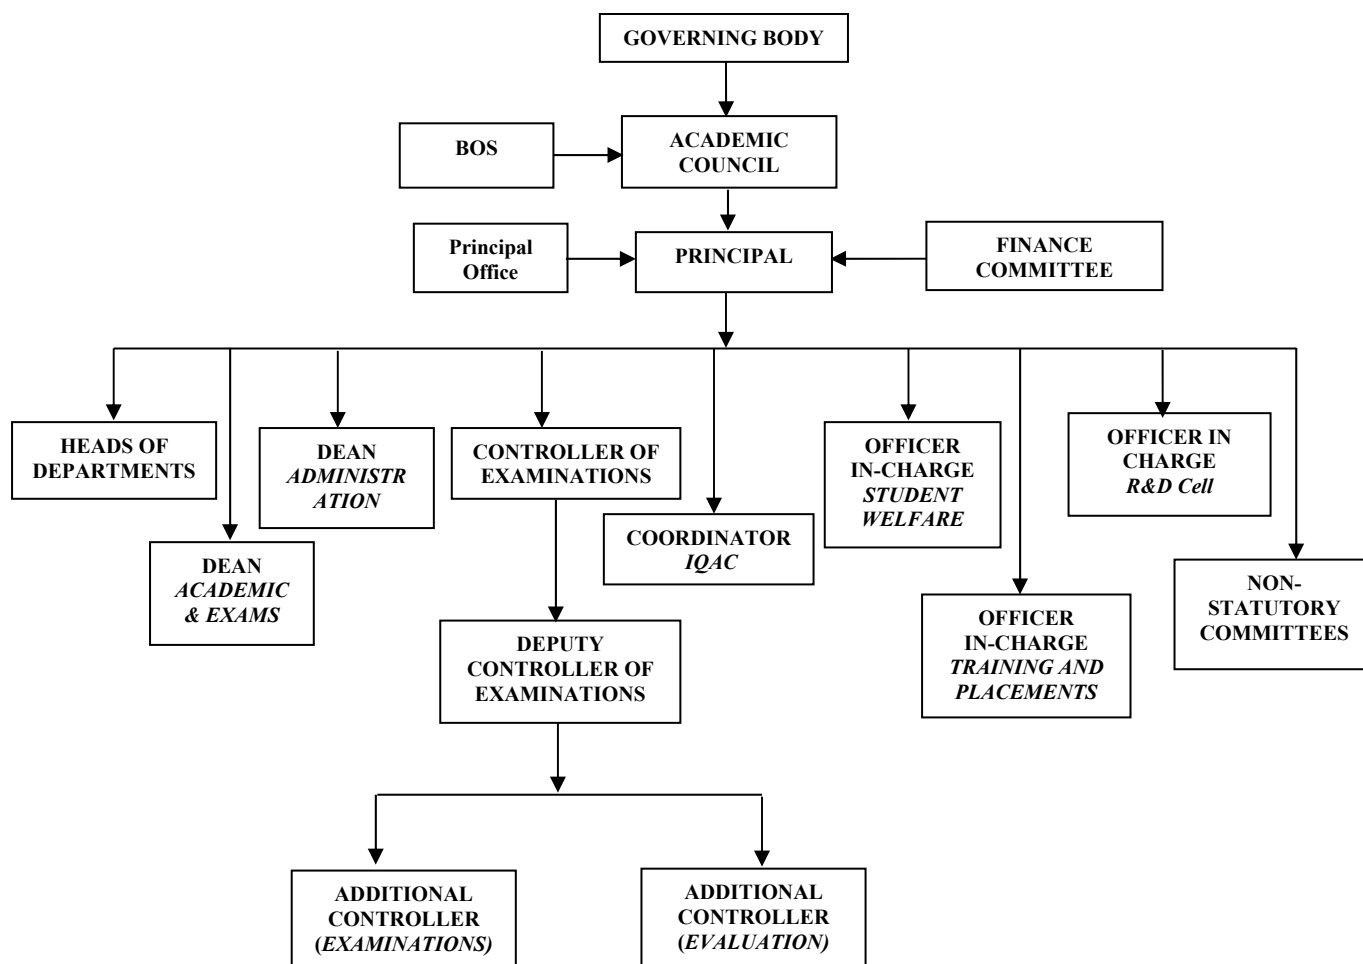 GOVERNING BODY
BOS
ACADEMIC
COUNCIL
Principal
Office
PRINCIPAL
FINANCE
COMMITTEE
HEADS OF
DEPARTMENTS
DEAN
ADMINISTR
ATION
CONTROLLER
OF
EXAMINATIONS
OFFICER
IN-CHARGE
STUDENT
WELFARE
OFFICER IN
CHARGE
R&D Cell
DEAN
ACADEMIC
& EXAMS
COORDINATOR
IQAC
OFFICER
IN-CHARGE
TRAINING AND
PLACEMENTS
NON-
STATUTORY
COMMITTEES
DEPUTY
CONTROLLER OF
EXAMINATIONS
ADDITIONAL
CONTROLLER
(EXAMINATIONS)
ADDITIONAL
CONTROLLER
(EVALUATION)